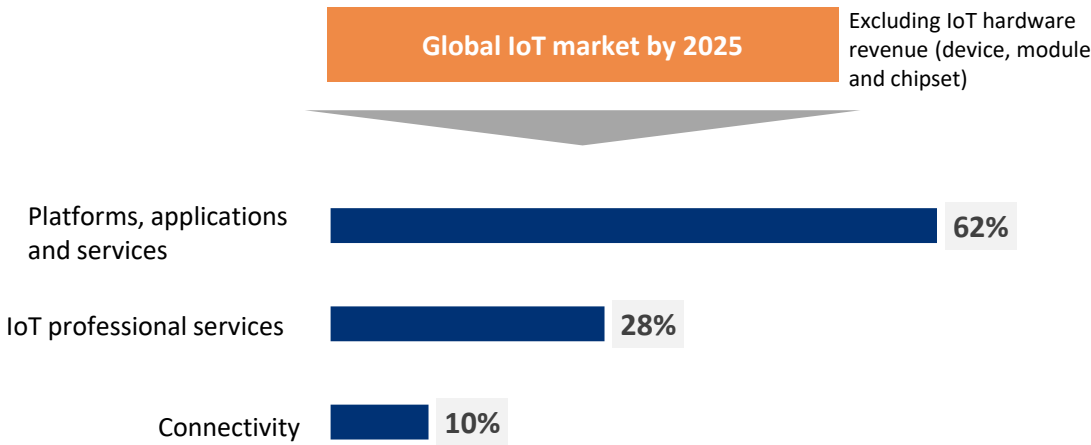 Global IoT market by 2025
Excluding IoT hardware
revenue (device, module
and chipset)
Platforms, applications
and services
62%
IoT professional services
28%
Connectivity
10%